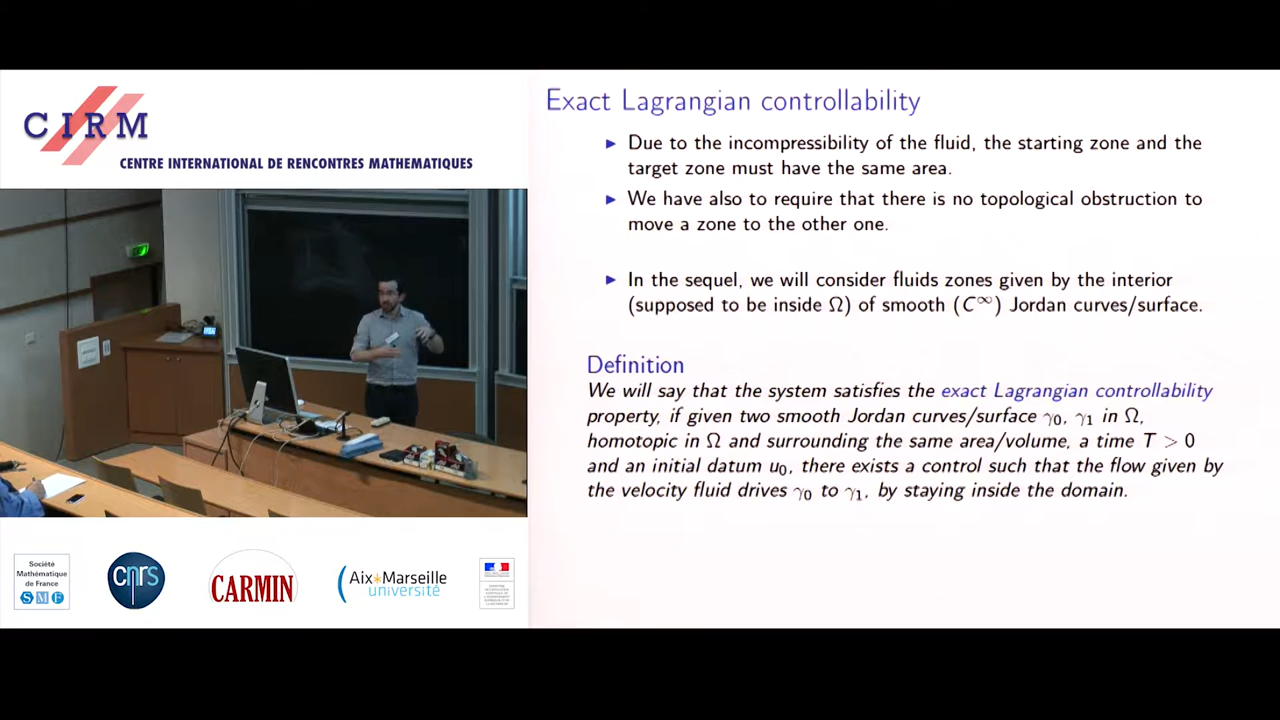 CIRM
CENTRE INTERNATIONAL DE RENCONTRES MATHEMATIQUES
Exact Lagrangian controllability
▶ Due to the incompressibility of the fluid, the starting zone and the
target zone must have the same area.
▶ We have also to require that there is no topological obstruction to
move a zone to the other one.
▶ In the sequel, we will consider fluids zones given by the interior
(supposed to be inside Ω) of smooth (C∞) Jordan curves/surface.
Definition
We will say that the system satisfies the exact Lagrangian controllability
property, if given two smooth Jordan curves/surface γ0, γ1 in Ω,
homotopic in Ω and surrounding the same area/volume, a time T > 0
and an initial datum u0, there exists a control such that the flow given by
the velocity fluid drives γ0 to γ1, by staying inside the domain.
Société
Mathématique
de France
SMF
cnrs
CARMIN
Aix*Marseille
université